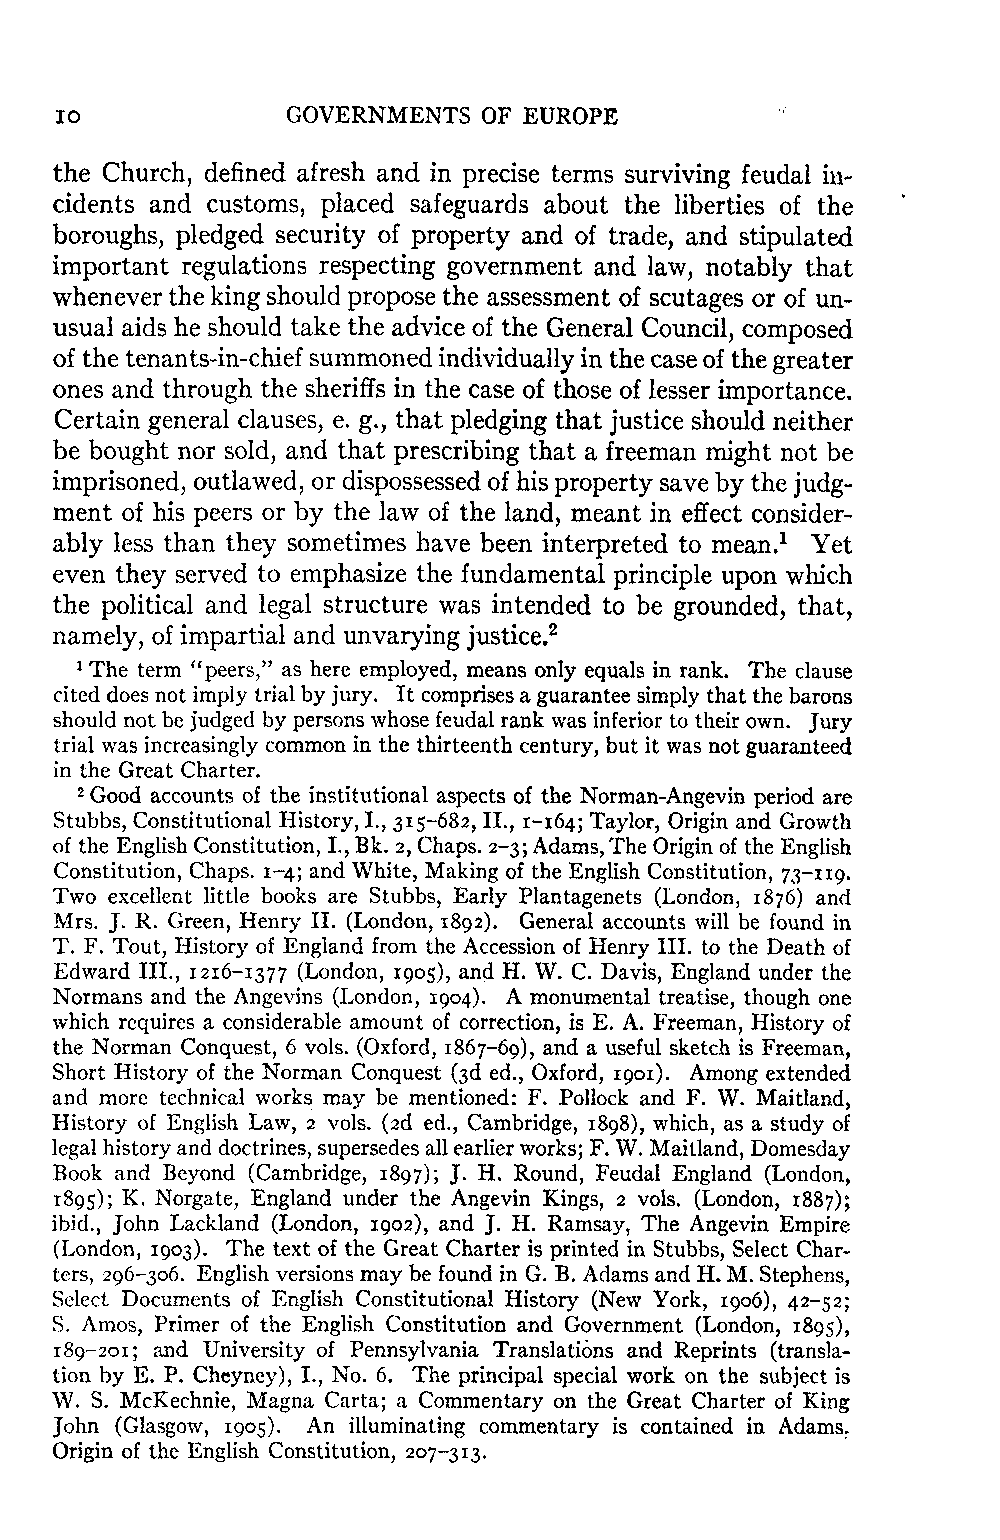 10 GOVERNMENTS OF EUROPE
the Church, defined afresh and in precise terms surviving feudal in-
cidents and customs, placed safeguards about the liberties of the
boroughs, pledged security of property and of trade, and stipulated
important regulations respecting government and law, notably that
whenever the king should propose the assessment of scutages or of un-
usual aids he should take the advice of the General Council, composed
of the tenants-in-chief summoned individually in the case of the greater
ones and through the sheriffs in the case of those of lesser importance.
Certain general clauses, e. g., that pledging that justice should neither
be bought nor sold, and that prescribing that a freeman might not be
imprisoned, outlawed, or dispossessed of his property save by the judg-
ment of his peers or by the law of the land, meant in effect consider-
ably less than they sometimes have been interpreted to mean.¹ Yet
even they served to emphasize the fundamental principle upon which
the political and legal structure was intended to be grounded, that,
namely, of impartial and unvarying justice.²
¹ The term "peers," as here employed, means only equals in rank. The clause
cited does not imply trial by jury. It comprises a guarantee simply that the barons
should not be judged by persons whose feudal rank was inferior to their own. Jury
trial was increasingly common in the thirteenth century, but it was not guaranteed
in the Great Charter.
² Good accounts of the institutional aspects of the Norman-Angevin period are
Stubbs, Constitutional History, I., 315–682, II., 1–164; Taylor, Origin and Growth
of the English Constitution, I., Bk. 2, Chaps. 2–3; Adams, The Origin of the English
Constitution, Chaps. 1–4; and White, Making of the English Constitution, 73–119.
Two excellent little books are Stubbs, Early Plantagenets (London, 1876) and
Mrs. J. R. Green, Henry II. (London, 1892). General accounts will be found in
T. F. Tout, History of England from the Accession of Henry III. to the Death of
Edward III., 1216–1377 (London, 1905), and H. W. C. Davis, England under the
Normans and the Angevins (London, 1904). A monumental treatise, though one
which requires a considerable amount of correction, is E. A. Freeman, History of
the Norman Conquest, 6 vols. (Oxford, 1867–69), and a useful sketch is Freeman,
Short History of the Norman Conquest (3d ed., Oxford, 1901). Among extended
and more technical works may be mentioned: F. Pollock and F. W. Maitland,
History of English Law, 2 vols. (2d ed., Cambridge, 1898), which, as a study of
legal history and doctrines, supersedes all earlier works; F. W. Maitland, Domesday
Book and Beyond (Cambridge, 1897); J. H. Round, Feudal England (London,
1895); K. Norgate, England under the Angevin Kings, 2 vols. (London, 1887);
ibid., John Lackland (London, 1902), and J. H. Ramsay, The Angevin Empire
(London, 1903). The text of the Great Charter is printed in Stubbs, Select Char-
ters, 296–306. English versions may be found in G. B. Adams and H. M. Stephens,
Select Documents of English Constitutional History (New York, 1906), 42–52;
S. Amos, Primer of the English Constitution and Government (London, 1895),
189–201; and University of Pennsylvania Translations and Reprints (transla-
tion by E. P. Cheyney), I., No. 6. The principal special work on the subject is
W. S. McKechnie, Magna Carta; a Commentary on the Great Charter of King
John (Glasgow, 1905). An illuminating commentary is contained in Adams,
Origin of the English Constitution, 207–313.